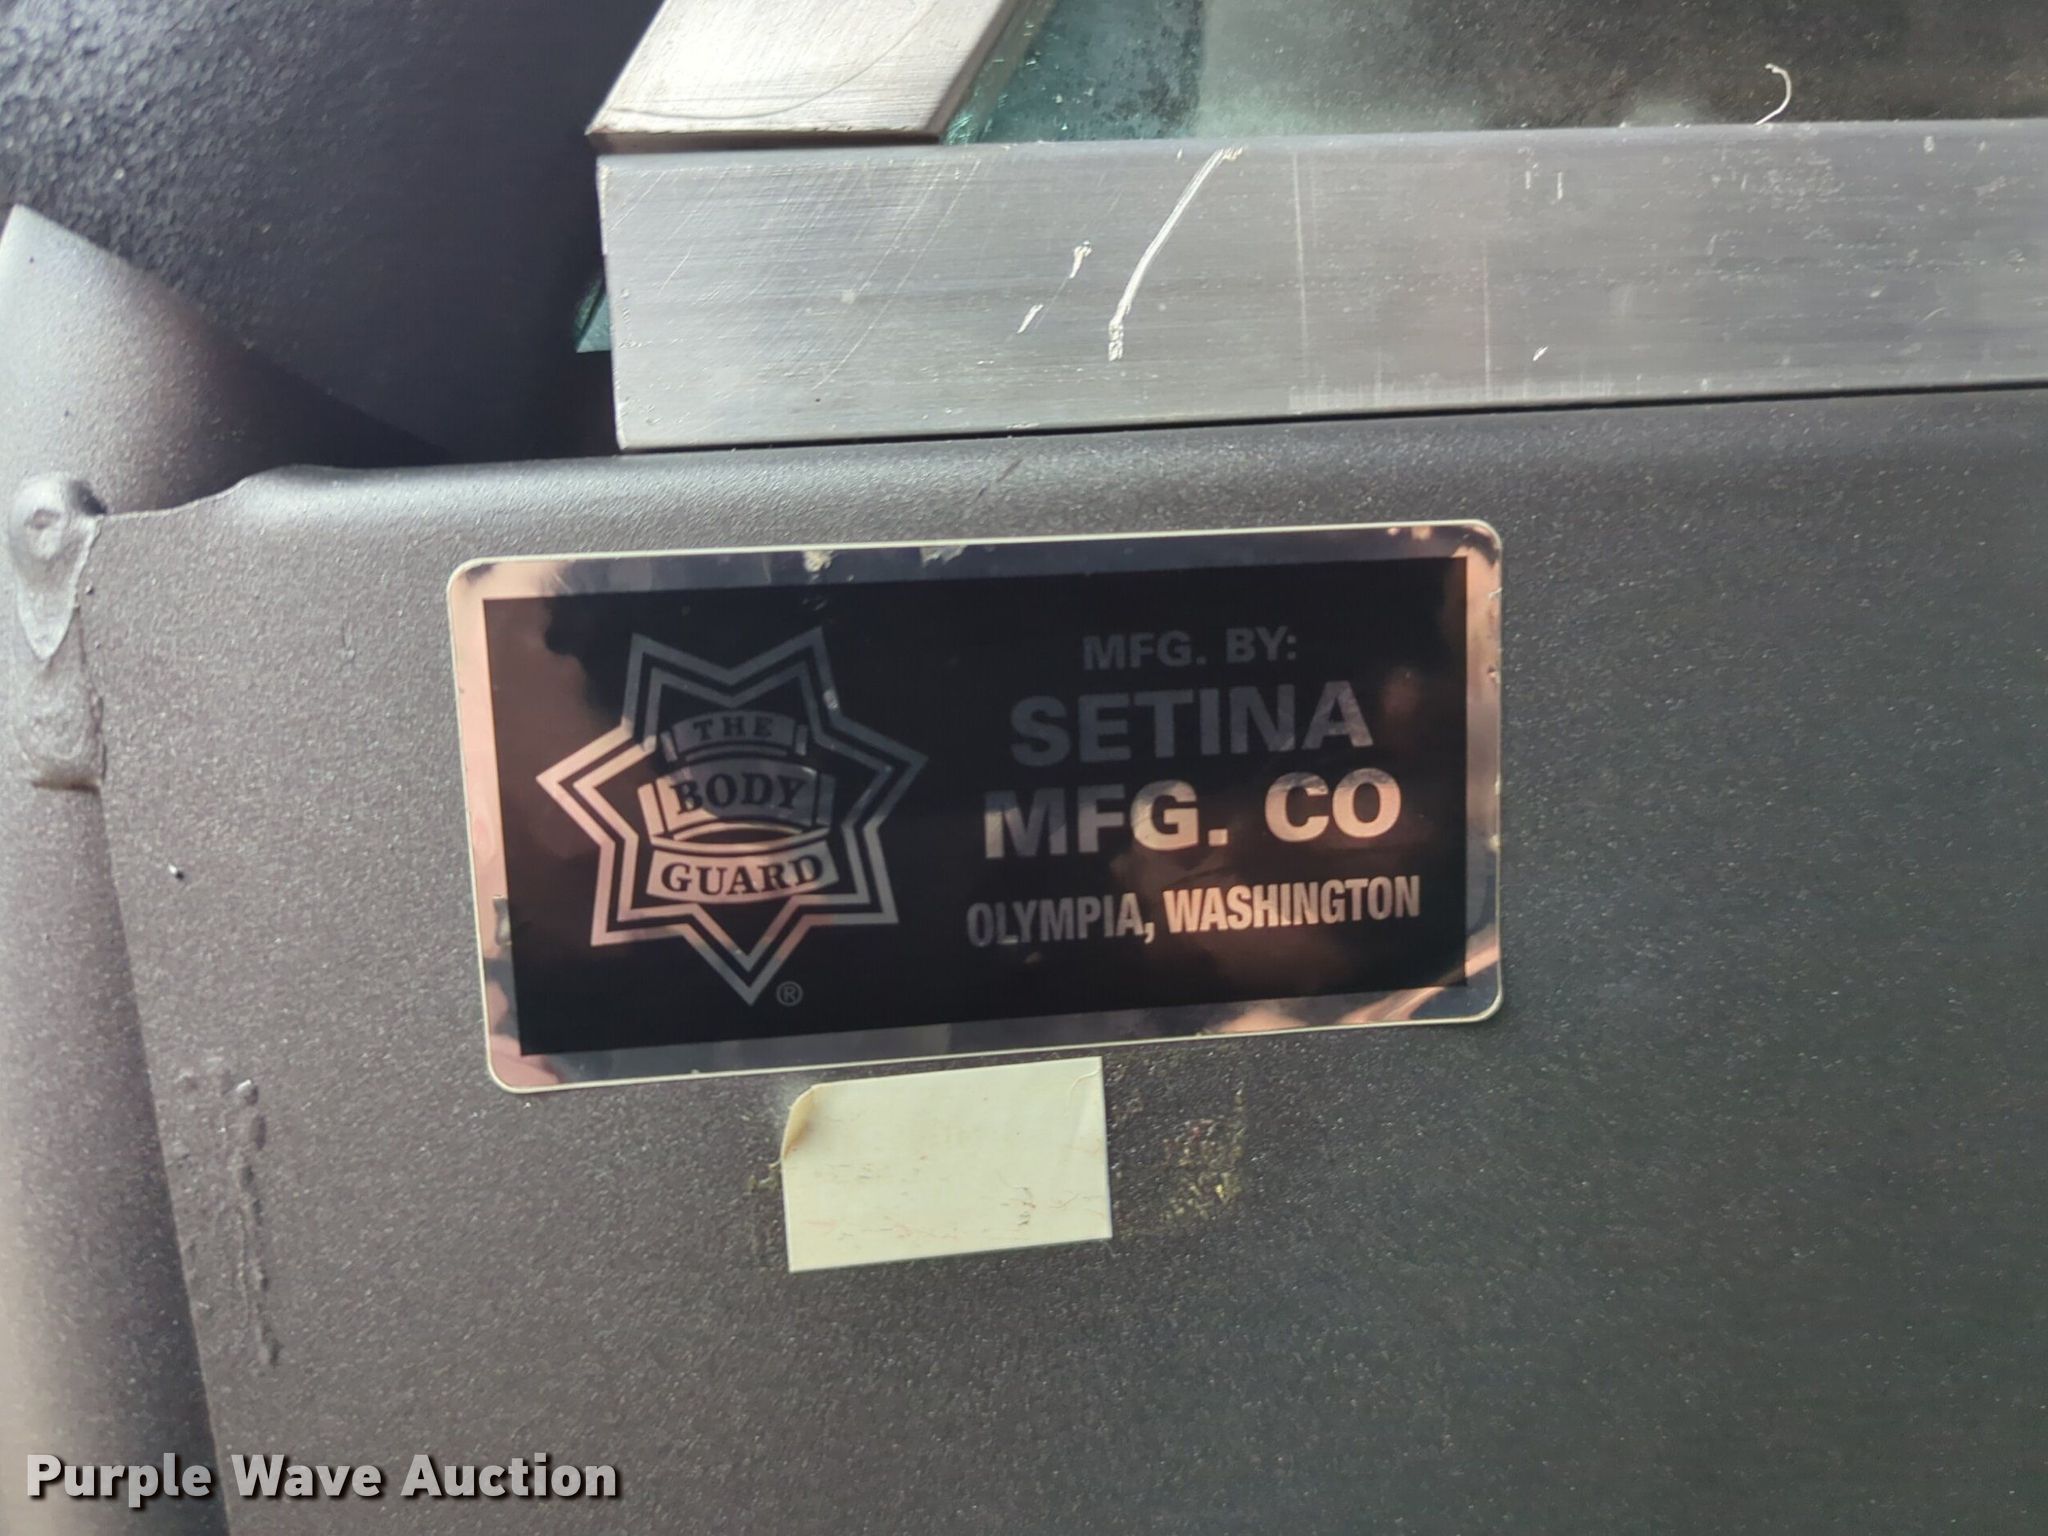 THE
BODY
GUARD
®
MFG. BY:
SETINA
MFG. CO
OLYMPIA, WASHINGTON
Purple Wave Auction